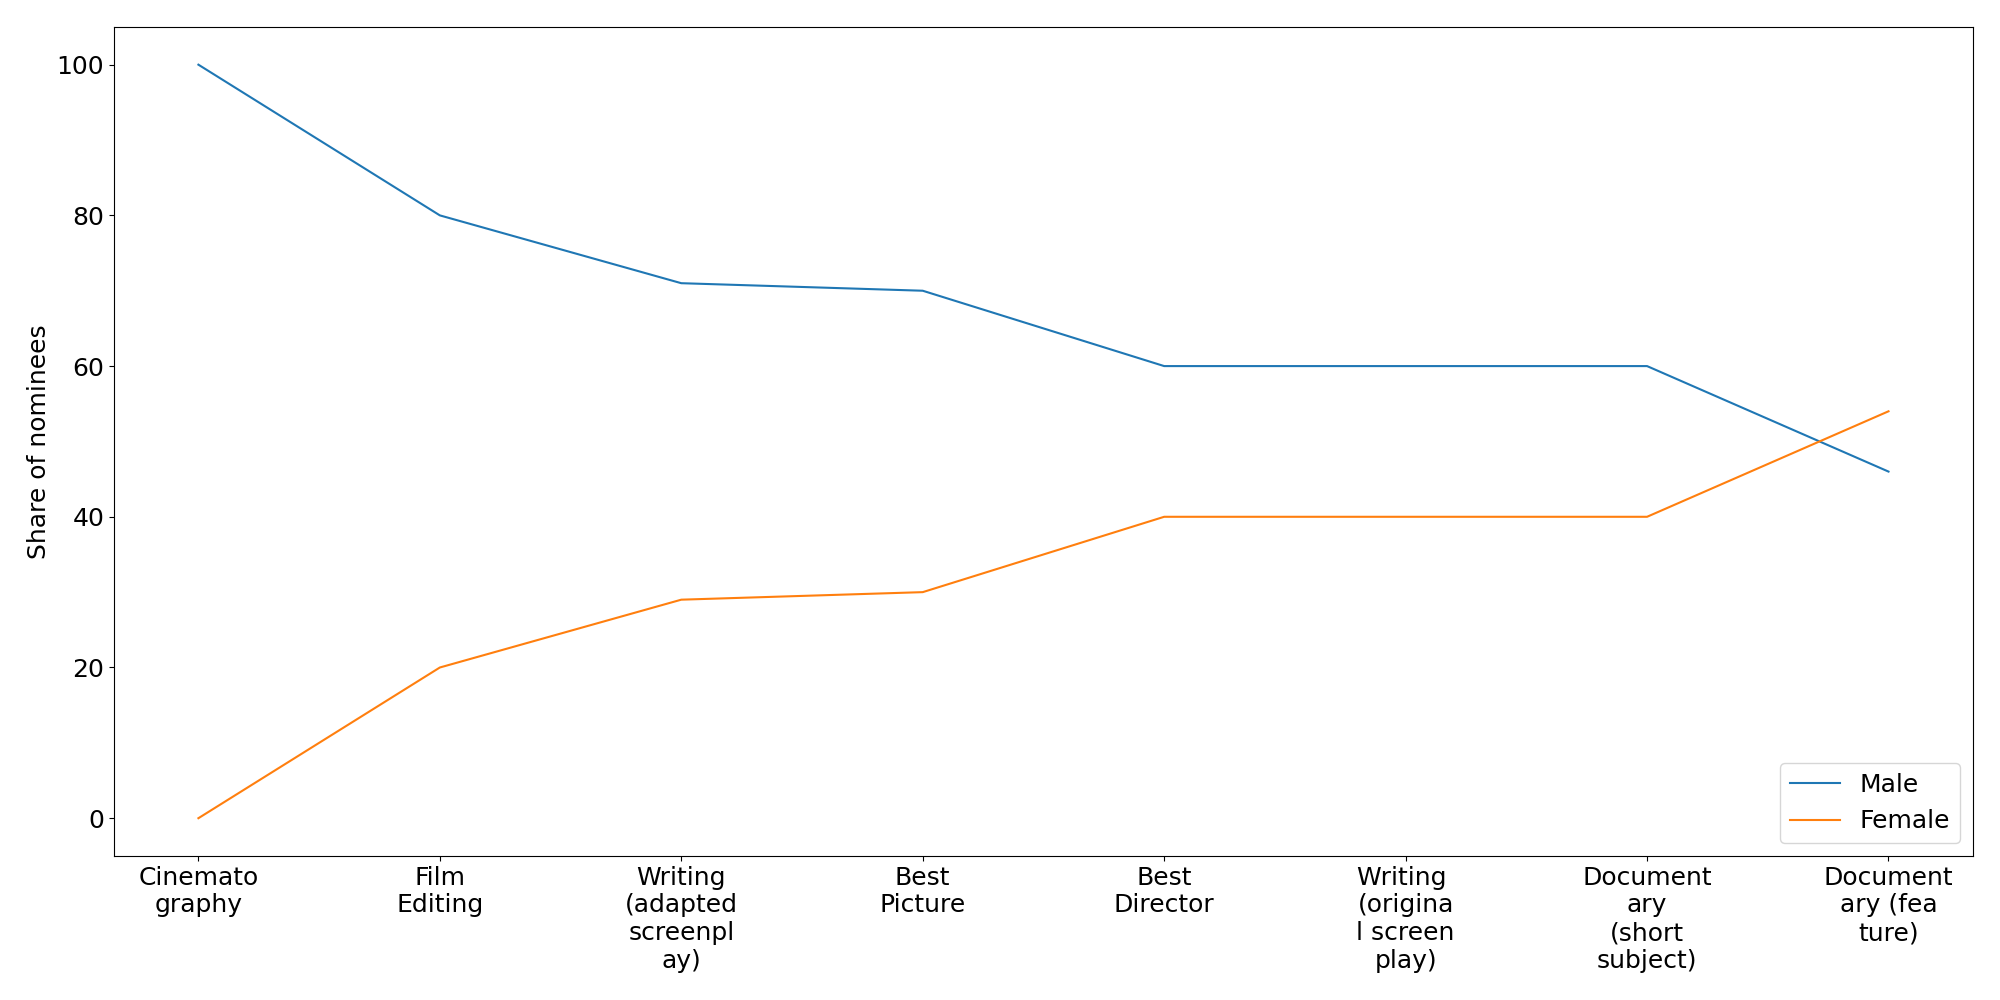 Share of nominees
100
80
60
40
20
0
Cinemato
graphy
Film
Editing
Writing
(adapted
screenpl
ay)
Best
Picture
Best
Director
Writing
(origina
l screen
play)
Document
ary
(short
subject)
Document
ary (fea
ture)
Male
Female